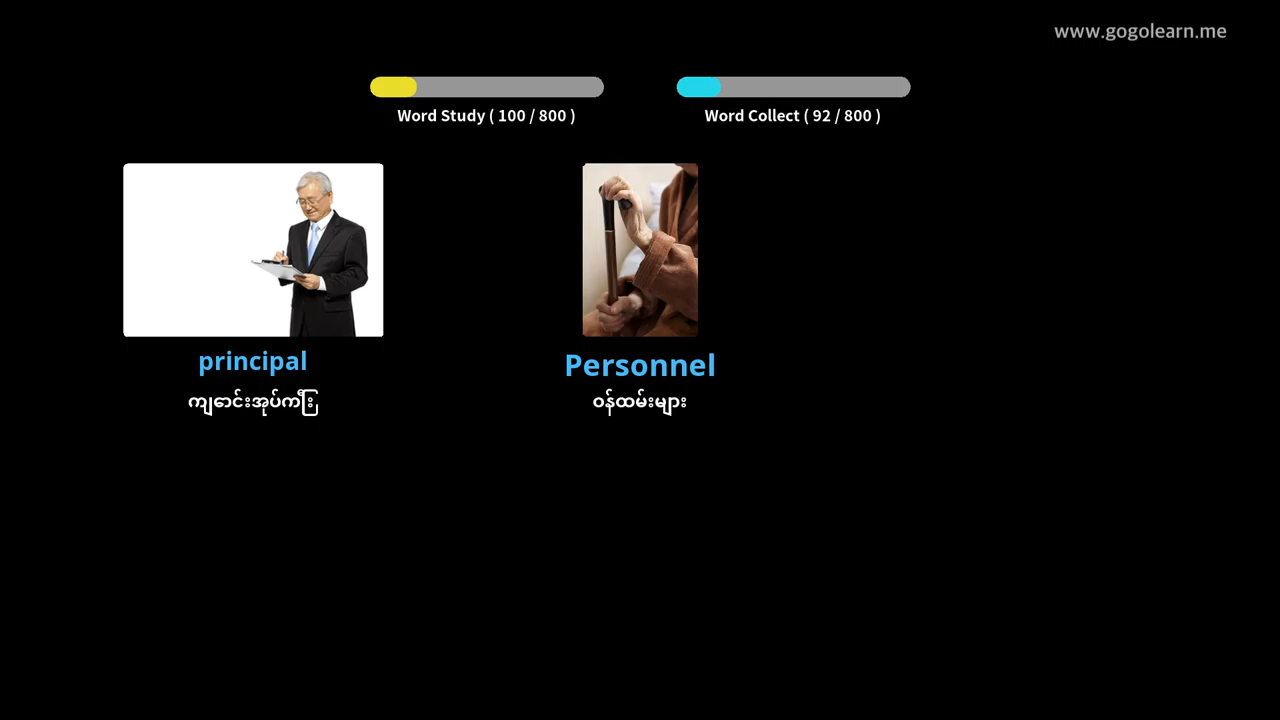 www.gogolearn.me
Word Study ( 100 / 800 )
Word Collect ( 92 / 800 )
principal
ကျောင်းအုပ်ကြီး
Personnel
ဝန်ထမ်းများ